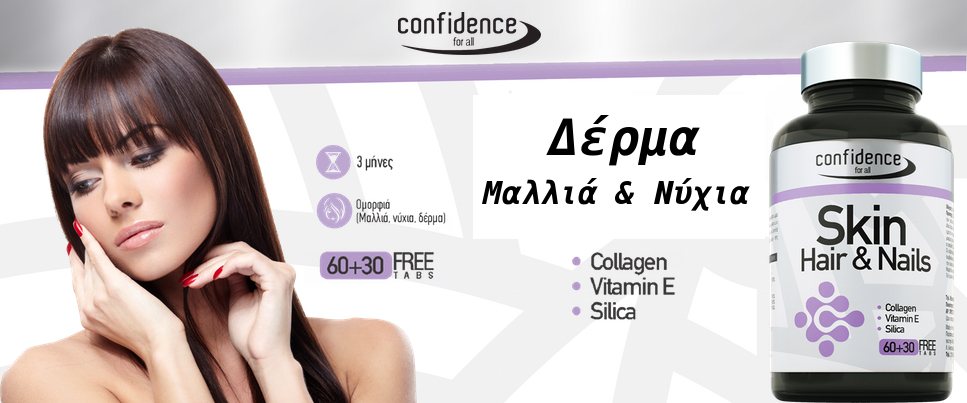 confidence
for all
3 μήνες
Ομορφιά
(Μαλλιά, νύχια, δέρμα)
60+30 FREE
TABS
Δέρμα
Μαλλιά & Νύχια
• Collagen
• Vitamin E
• Silica
confidence
for all
Skin
Hair & Nails
• Collagen
• Vitamin E
• Silica
60+30 FREE
TABS